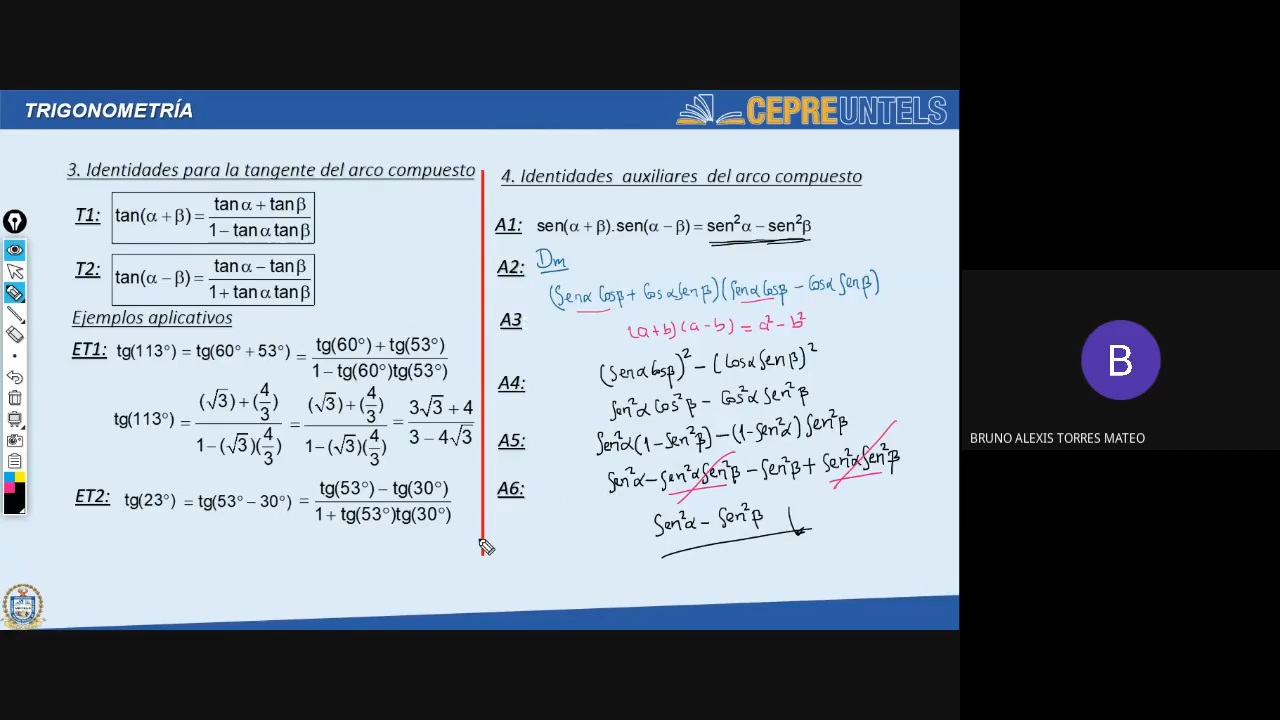 TRIGONOMETRÍA
CEPREUNTELS
3. Identidades para la tangente del arco compuesto
T1: tan(α + β) = (tan α + tan β) / (1 − tan α tan β)
T2: tan(α − β) = (tan α − tan β) / (1 + tan α tan β)
Ejemplos aplicativos
ET1: tg(113°) = tg(60° + 53°) = (tg(60°) + tg(53°)) / (1 − tg(60°)tg(53°))
tg(113°) = ((√3) + (4/3)) / (1 − (√3)(4/3)) = ((√3) + (4/3)) / (1 − (√3)(4/3)) = (3√3 + 4) / (3 − 4√3)
ET2: tg(23°) = tg(53° − 30°) = (tg(53°) − tg(30°)) / (1 + tg(53°)tg(30°))
4. Identidades auxiliares del arco compuesto
A1: sen(α + β).sen(α − β) = sen²α − sen²β
A2: Dm
(Senα Cosβ + Cosα Senβ)(Senα Cosβ − Cosα Senβ)
A3:
(a+b)(a−b) = a² − b²
(Senα Cosβ)² − (Cosα Senβ)²
A4:
Sen²α Cos²β − Cos²α Sen²β
A5: Sen²α(1−Sen²β) − (1−Sen²α) Sen²β
Sen²α − Sen²α Sen²β − Sen²β + Sen²α Sen²β
A6:
Sen²α − Sen²β
B
BRUNO ALEXIS TORRES MATEO